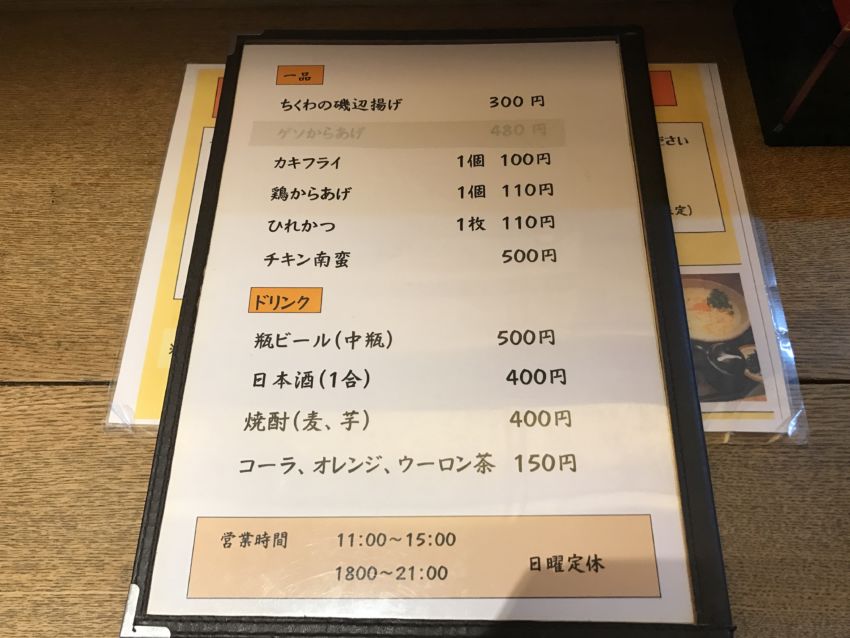 一品
ちくわの磯辺揚げ 300 円
ゲソからあげ 480 円
カキフライ 1個 100円
鶏からあげ 1個 110円
ひれかつ 1枚 110円
チキン南蛮 500円
ドリンク
瓶ビール(中瓶) 500円
日本酒(1合) 400円
焼酎(麦、芋) 400円
コーラ、オレンジ、ウーロン茶 150円
営業時間 11:00～15:00
1800～21:00 日曜定休
ださい
定)